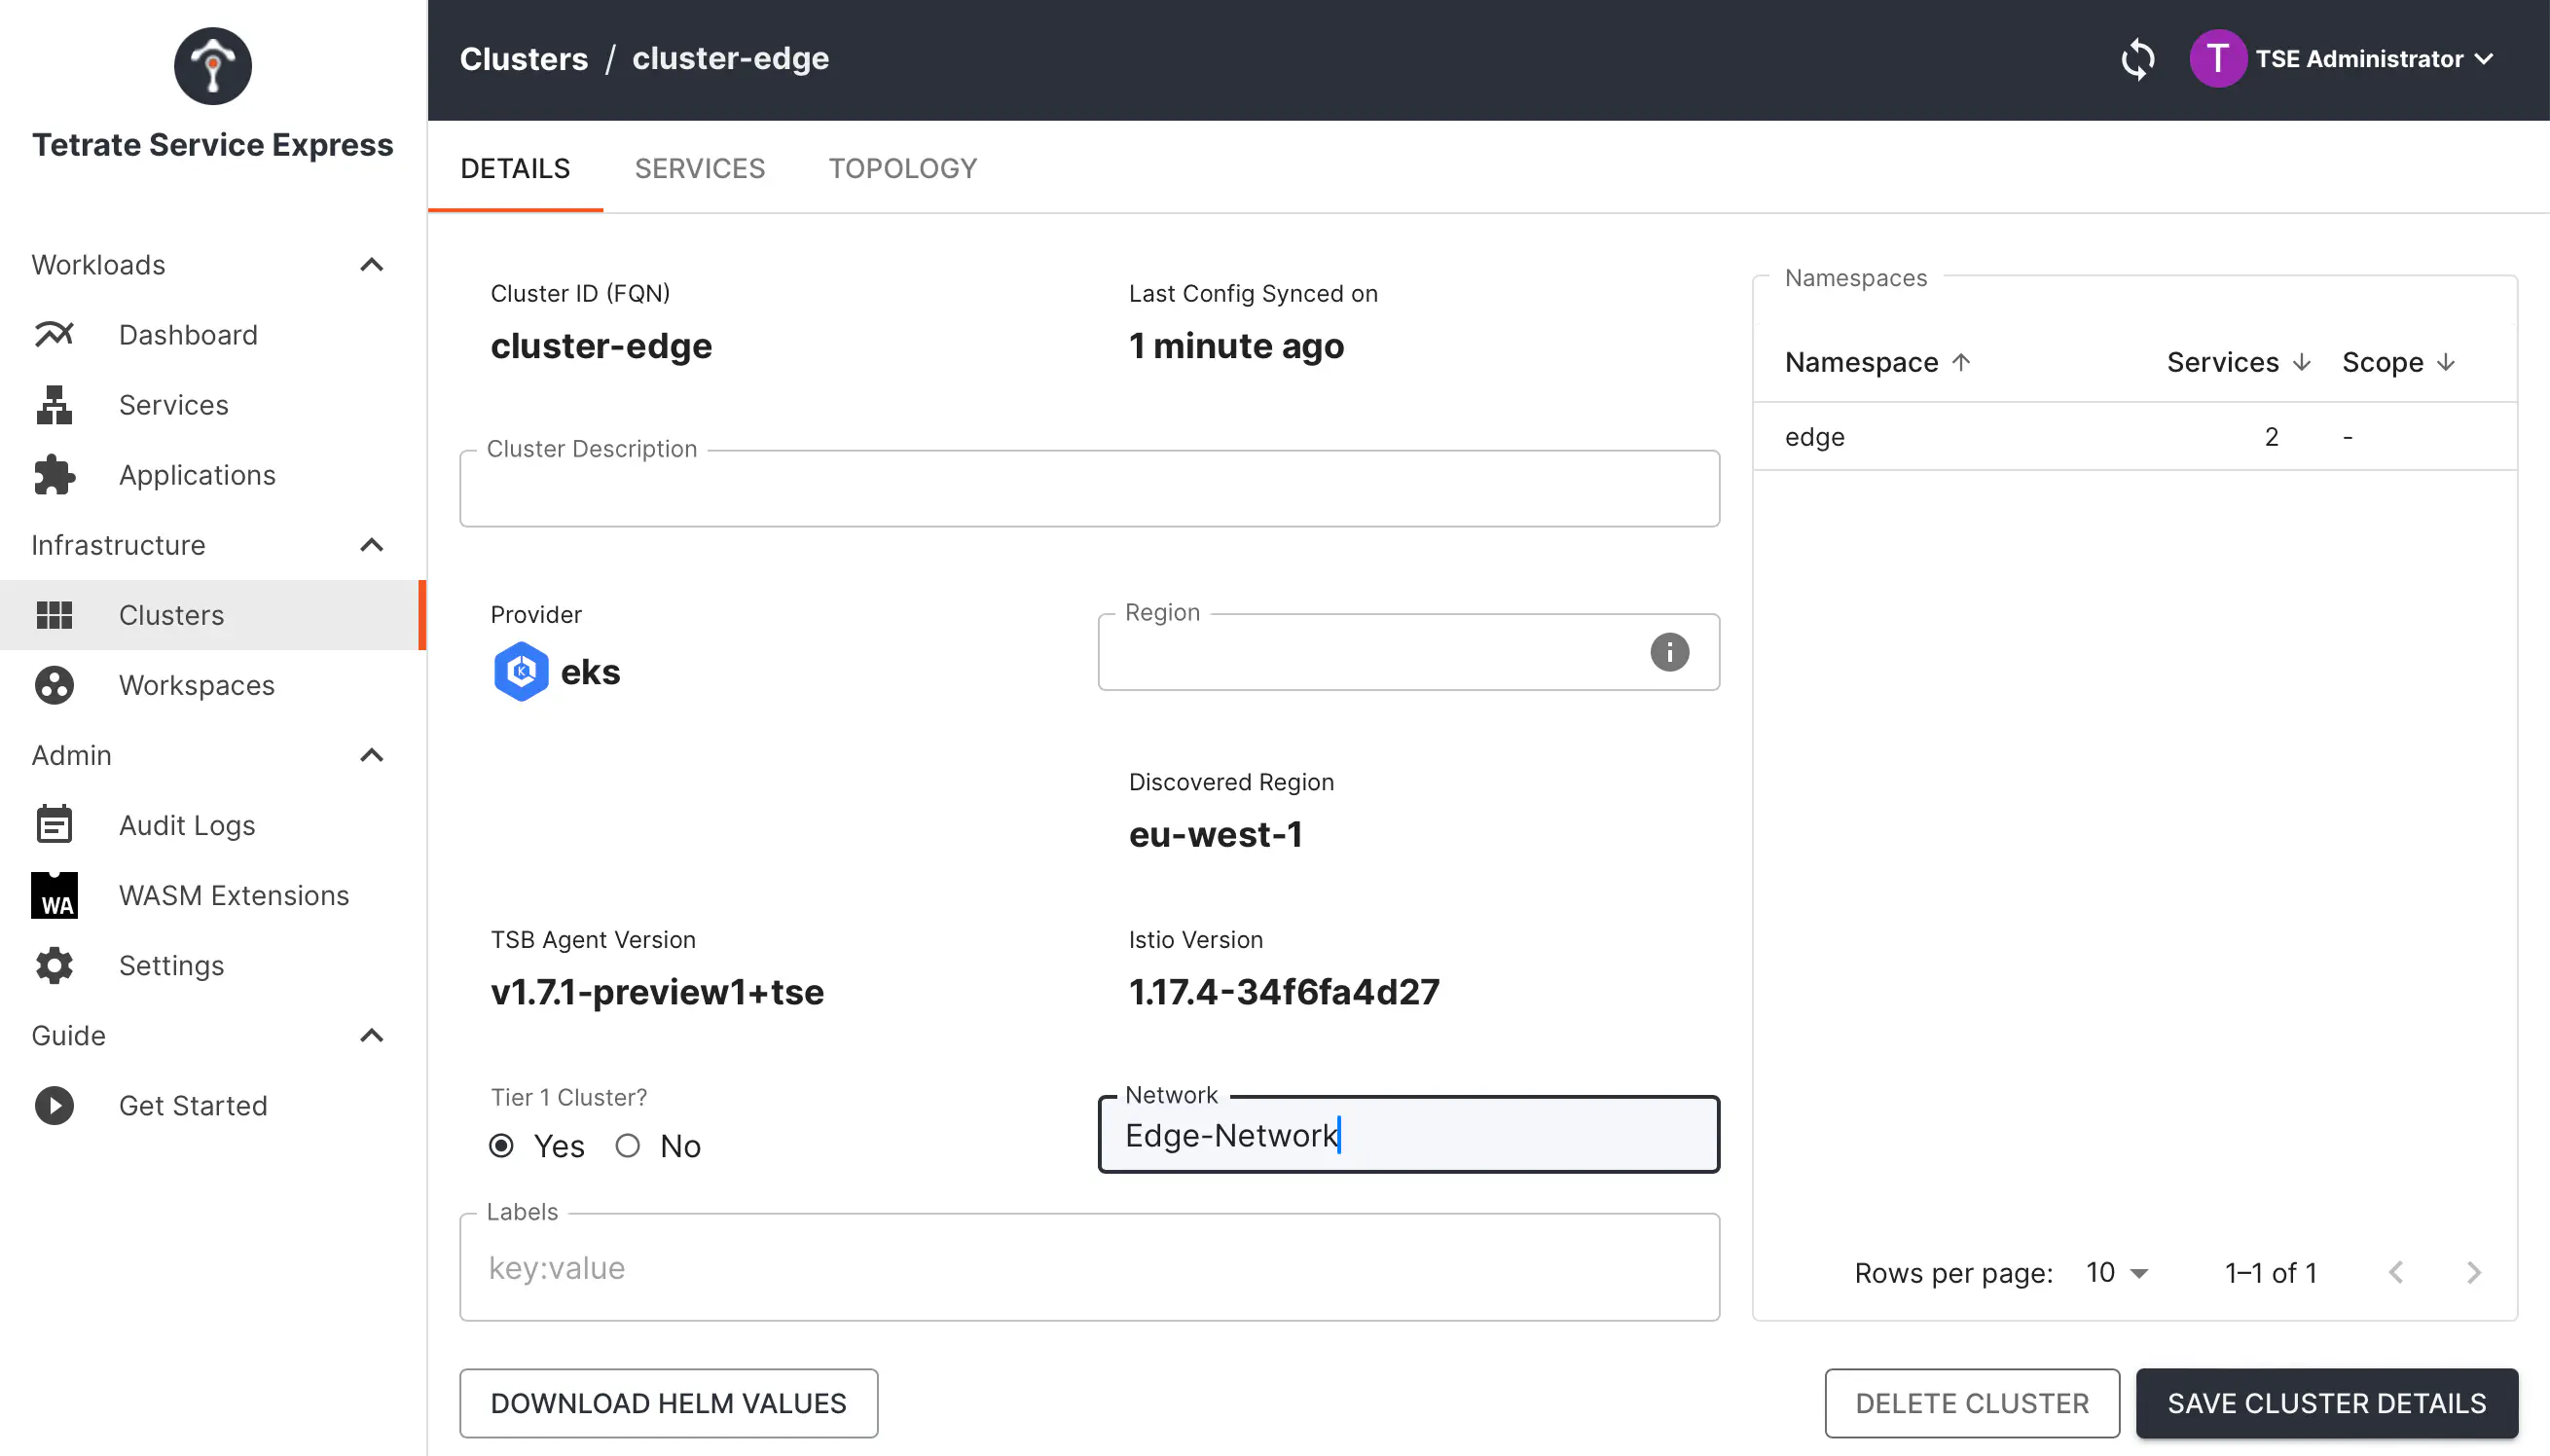 Tetrate Service Express
Workloads
Dashboard
Services
Applications
Infrastructure
Clusters
Workspaces
Admin
Audit Logs
WA
WASM Extensions
Settings
Guide
Get Started
Clusters / cluster-edge
T TSE Administrator
DETAILS SERVICES TOPOLOGY
Cluster ID (FQN)
cluster-edge
Last Config Synced on
1 minute ago
Cluster Description
Provider
K
eks
Region
i
Discovered Region
eu-west-1
TSB Agent Version
v1.7.1-preview1+tse
Istio Version
1.17.4-34f6fa4d27
Tier 1 Cluster?
Yes No
Network
Edge-Network
Labels
key:value
Namespaces
Namespace Services Scope
edge 2 -
Rows per page: 10 1–1 of 1
DOWNLOAD HELM VALUES
DELETE CLUSTER
SAVE CLUSTER DETAILS